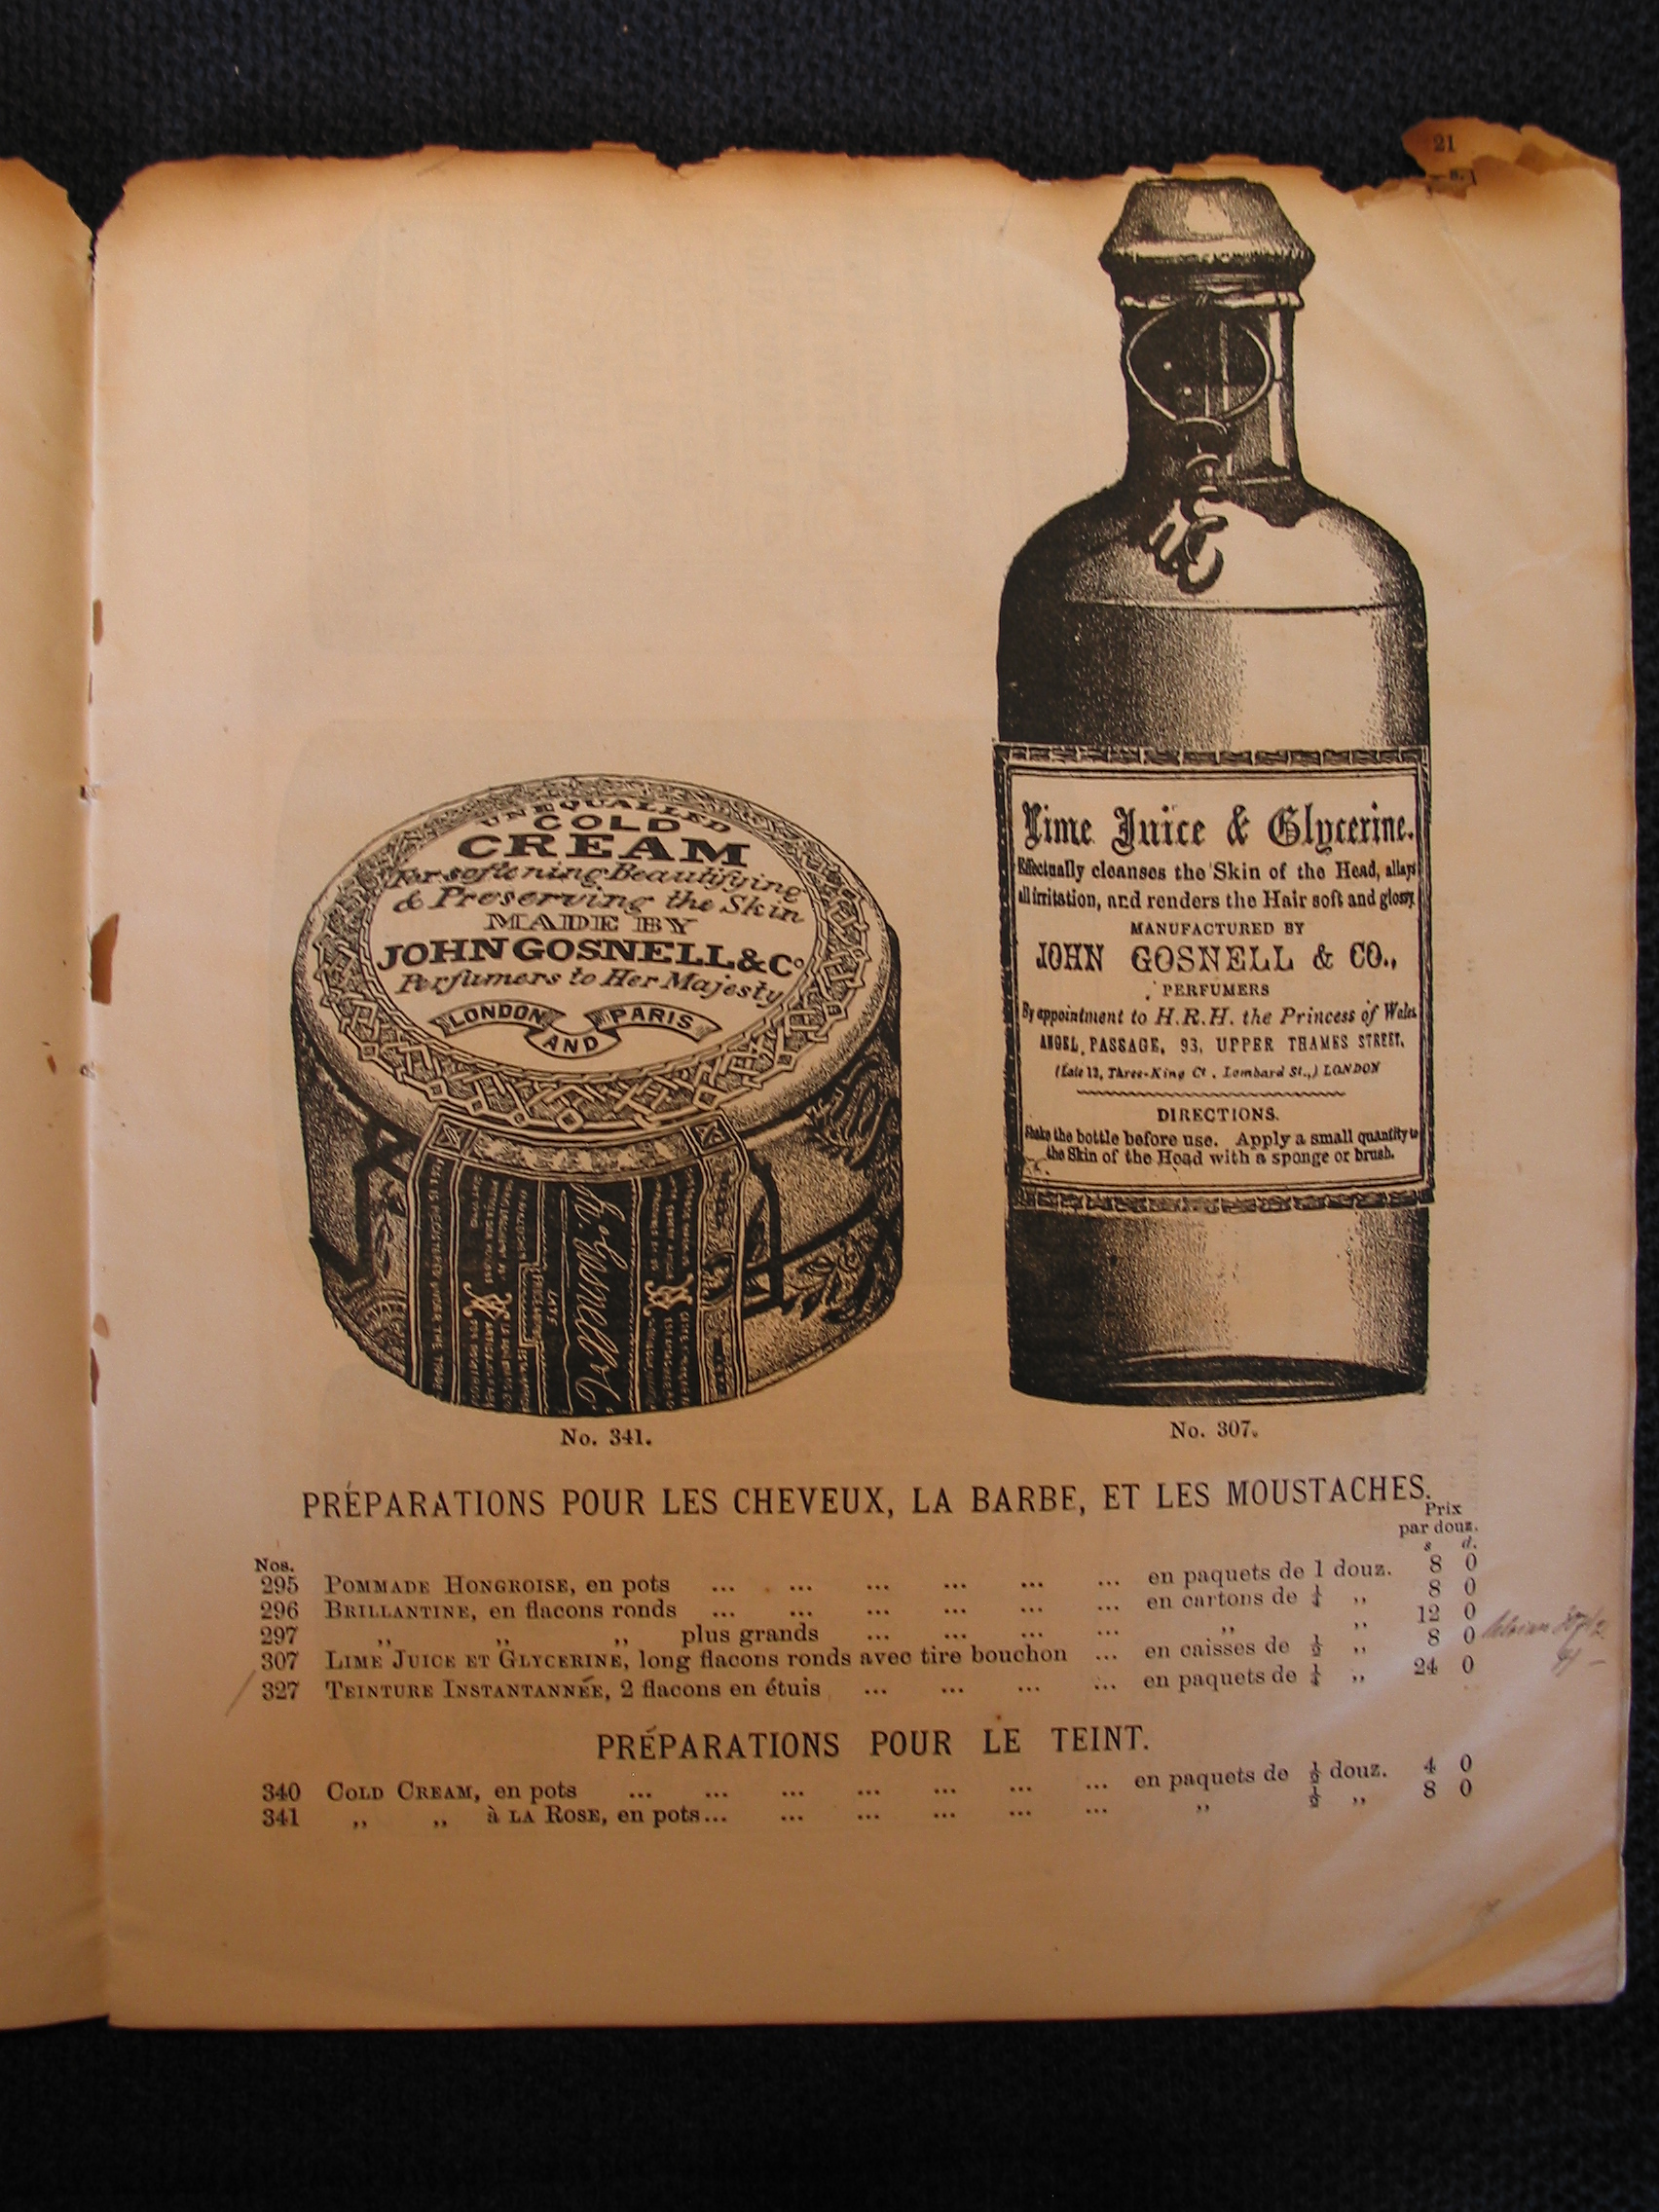 21
UNEQUALLED
COLD
CREAM
For softening Beautifying
& Preserving the Skin
MADE BY
JOHN GOSNELL & Co
Perfumers to Her Majesty
LONDON AND PARIS
No. 341.
Lime Juice & Glycerine.
Effectually cleanses the Skin of the Head, allays
all irritation, and renders the Hair soft and glossy.
MANUFACTURED BY
JOHN GOSNELL & CO.,
PERFUMERS
By appointment to H.R.H. the Princess of Wales
ANGEL PASSAGE, 93, UPPER THAMES STREET,
(Late 12, Three-King Ct, Lombard St.,) LONDON
DIRECTIONS.
Shake the bottle before use. Apply a small quantity to
the Skin of the Head with a sponge or brush.
No. 307.
PRÉPARATIONS POUR LES CHEVEUX, LA BARBE, ET LES MOUSTACHES.
Prix
par douz.
Nos. s d.
295 POMMADE HONGROISE, en pots ... ... ... ... ... ... en paquets de 1 douz. 8 0
296 BRILLANTINE, en flacons ronds ... ... ... ... ... ... en cartons de ¼ ,, 8 0
297 ,, ,, ,, plus grands ... ... ... ... ,, ,, 12 0
307 LIME JUICE ET GLYCERINE, long flacons ronds avec tire bouchon ... en caisses de ½ ,, 8 0
327 TEINTURE INSTANTANNÉE, 2 flacons en étuis ... ... ... ... en paquets de ¼ ,, 24 0
PRÉPARATIONS POUR LE TEINT.
340 COLD CREAM, en pots ... ... ... ... ... ... ... en paquets de ½ douz. 4 0
341 ,, ,, à LA ROSE, en pots ... ... ... ... ... ... ,, ½ ,, 8 0